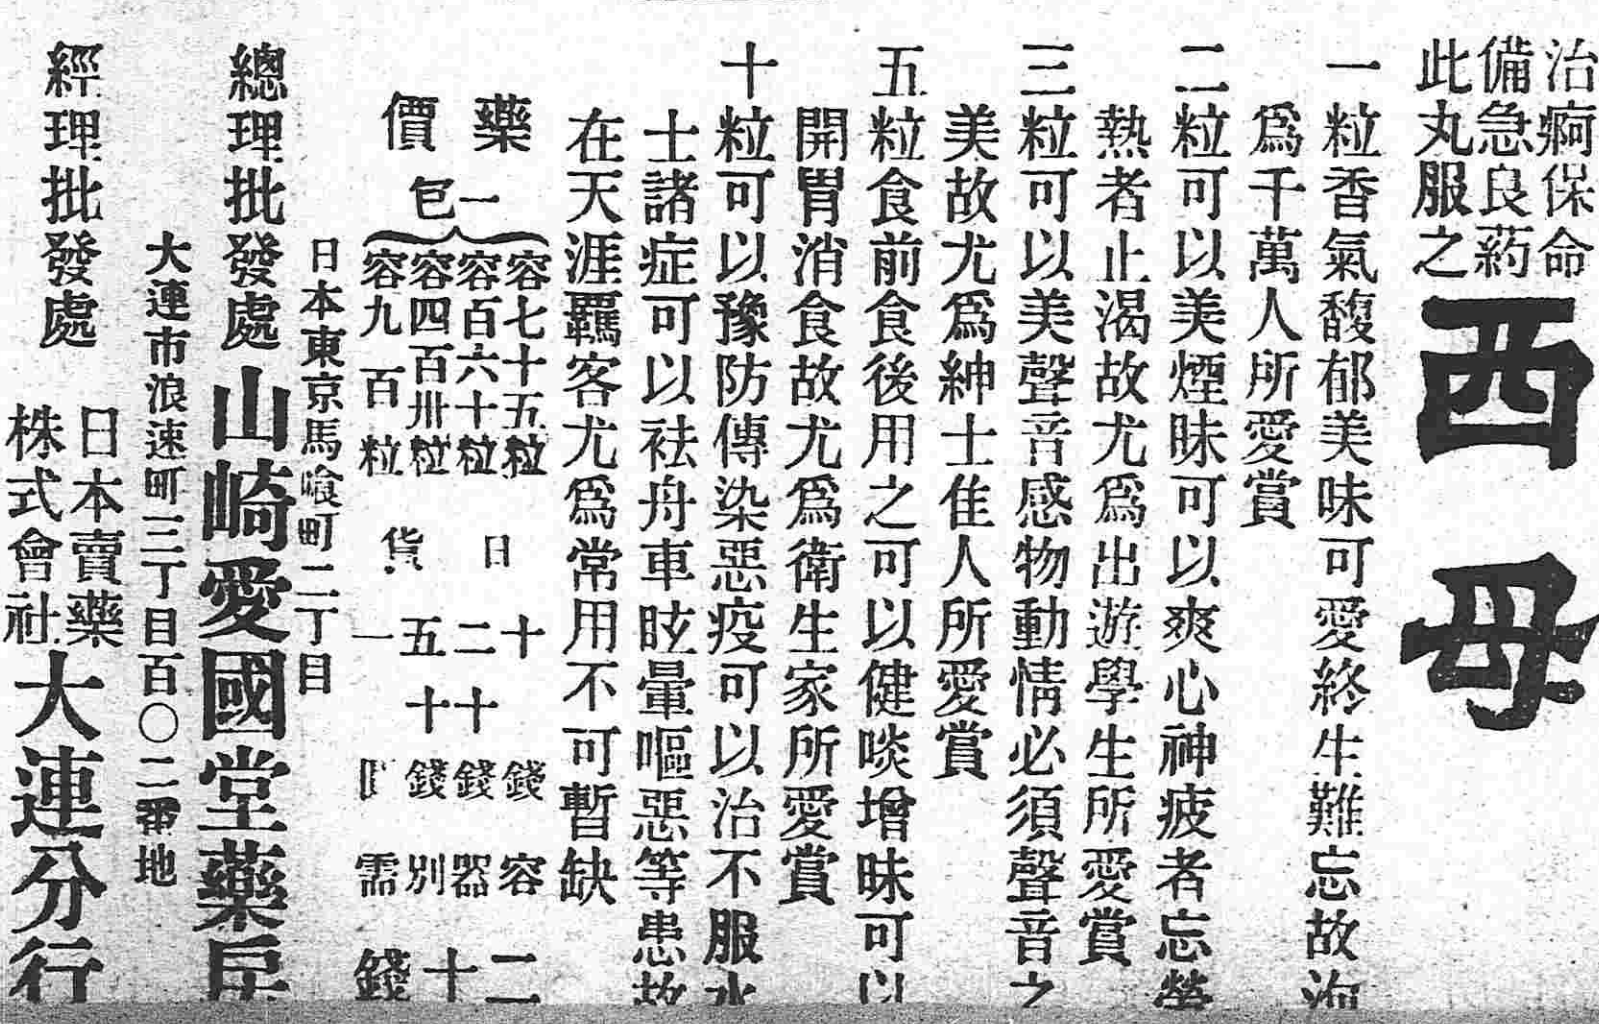 治痾保命
備急良葯
此丸服之
西母
一粒香氣馥郁美味可愛終生難忘故海
爲千萬人所愛賞
二粒可以美煙味可以爽心神疲者忘勞
熱者止渴故尤爲出遊學生所愛賞
三粒可以美聲音感物動情必須聲音之
美故尤爲紳士佳人所愛賞
五粒食前食後用之可以健啖增味可以
開胃消食故尤爲衛生家所愛賞
十粒可以豫防傳染惡疫可以治不服水
士諸症可以袪舟車眩暈嘔惡等患故
在天涯羈客尤爲常用不可暫缺
藥價
一包
容七十五粒 十錢
容百六十粒 二十錢
容四百卅粒 五十錢
容九百粒 一
日貨
容器別需
二十錢
日本東京馬喰町二丁目
總理批發處 山崎愛國堂藥房
大連市浪速町三丁目百〇二番地
經理批發處 日本賣藥株式會社 大連分行